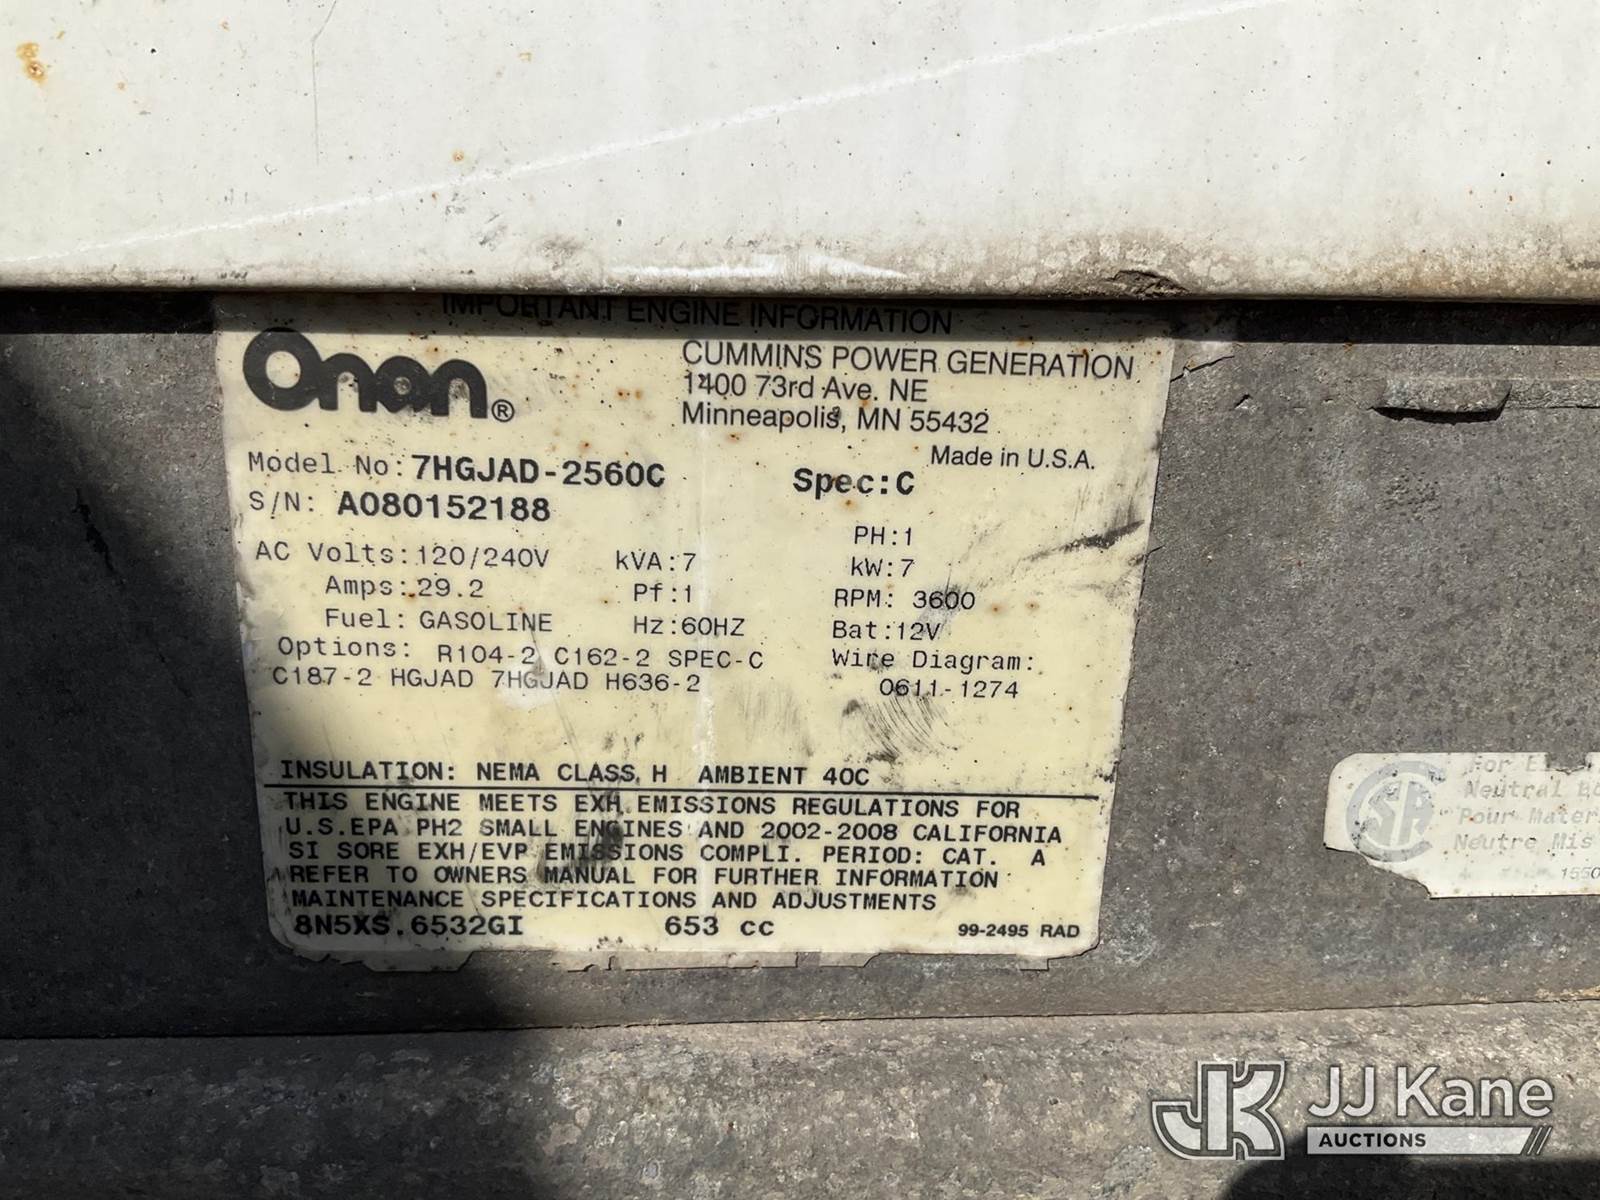 IMPORTANT ENGINE INFORMATION
Onan®
CUMMINS POWER GENERATION
1400 73rd Ave. NE
Minneapolis, MN 55432
Made in U.S.A.
Model No: 7HGJAD-2560C
Spec:C
S/N: A080152188
AC Volts:120/240V kVA:7 PH:1
Amps:29.2 Pf:1 kW:7
Fuel: GASOLINE Hz:60HZ RPM: 3600
Bat:12V
Options: R104-2 C162-2 SPEC-C
C187-2 HGJAD 7HGJAD H636-2
Wire Diagram:
0611-1274
INSULATION: NEMA CLASS H AMBIENT 40C
THIS ENGINE MEETS EXH EMISSIONS REGULATIONS FOR
U.S.EPA PH2 SMALL ENGINES AND 2002-2008 CALIFORNIA
SI SORE EXH/EVP EMISSIONS COMPLI. PERIOD: CAT. A
REFER TO OWNERS MANUAL FOR FURTHER INFORMATION
MAINTENANCE SPECIFICATIONS AND ADJUSTMENTS
8N5XS.6532GI 653 cc 99-2495 RAD
SA
For
Neutral
Pour
Neutre Mis
1550
JK JJ Kane
AUCTIONS